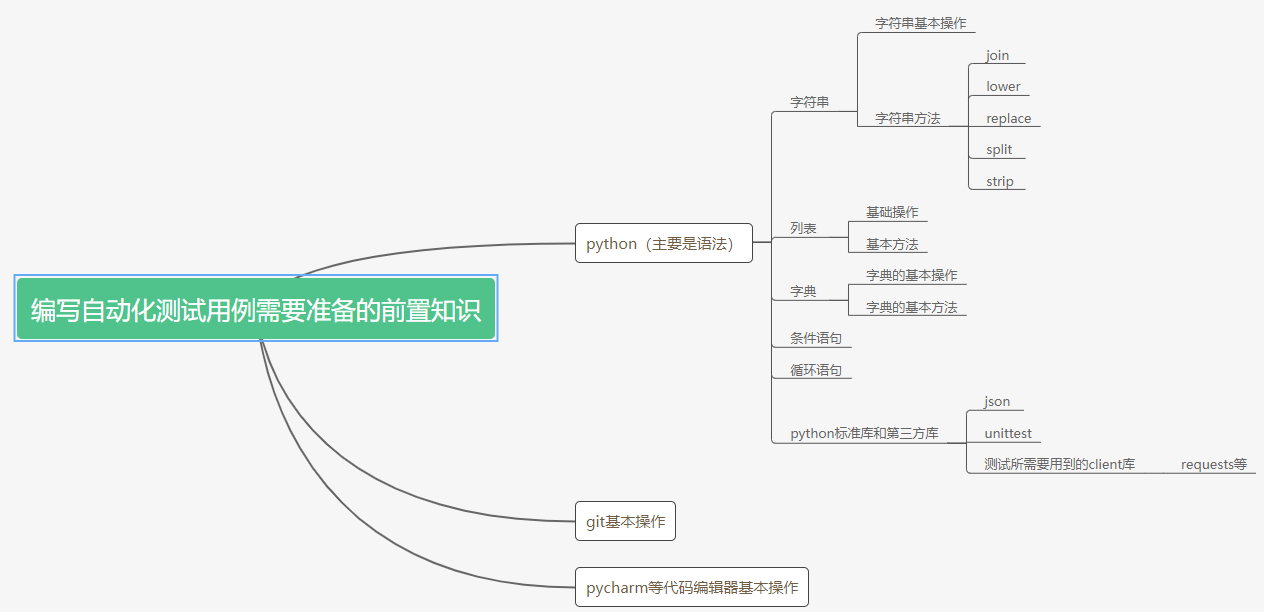 编写自动化测试用例需要准备的前置知识
python（主要是语法）
字符串
字符串基本操作
字符串方法
join
lower
replace
split
strip
列表
基础操作
基本方法
字典
字典的基本操作
字典的基本方法
条件语句
循环语句
python标准库和第三方库
json
unittest
测试所需要用到的client库
requests等
git基本操作
pycharm等代码编辑器基本操作